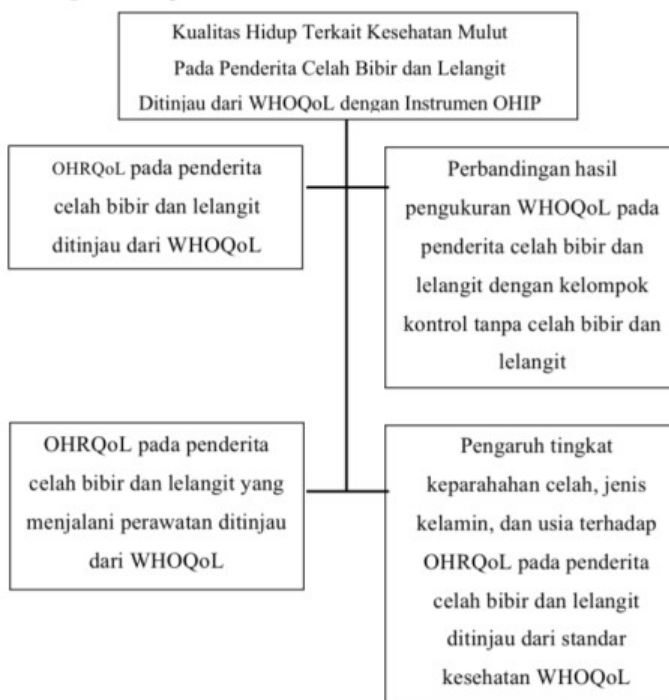 Kualitas Hidup Terkait Kesehatan Mulut
Pada Penderita Celah Bibir dan Lelangit
Ditinjau dari WHOQoL dengan Instrumen OHIP
OHRQoL pada penderita
celah bibir dan lelangit
ditinjau dari WHOQoL
Perbandingan hasil
pengukuran WHOQoL pada
penderita celah bibir dan
lelangit dengan kelompok
kontrol tanpa celah bibir dan
lelangit
OHRQoL pada penderita
celah bibir dan lelangit yang
menjalani perawatan ditinjau
dari WHOQoL
Pengaruh tingkat
keparahahan celah, jenis
kelamin, dan usia terhadap
OHRQoL pada penderita
celah bibir dan lelangit
ditinjau dari standar
kesehatan WHOQoL